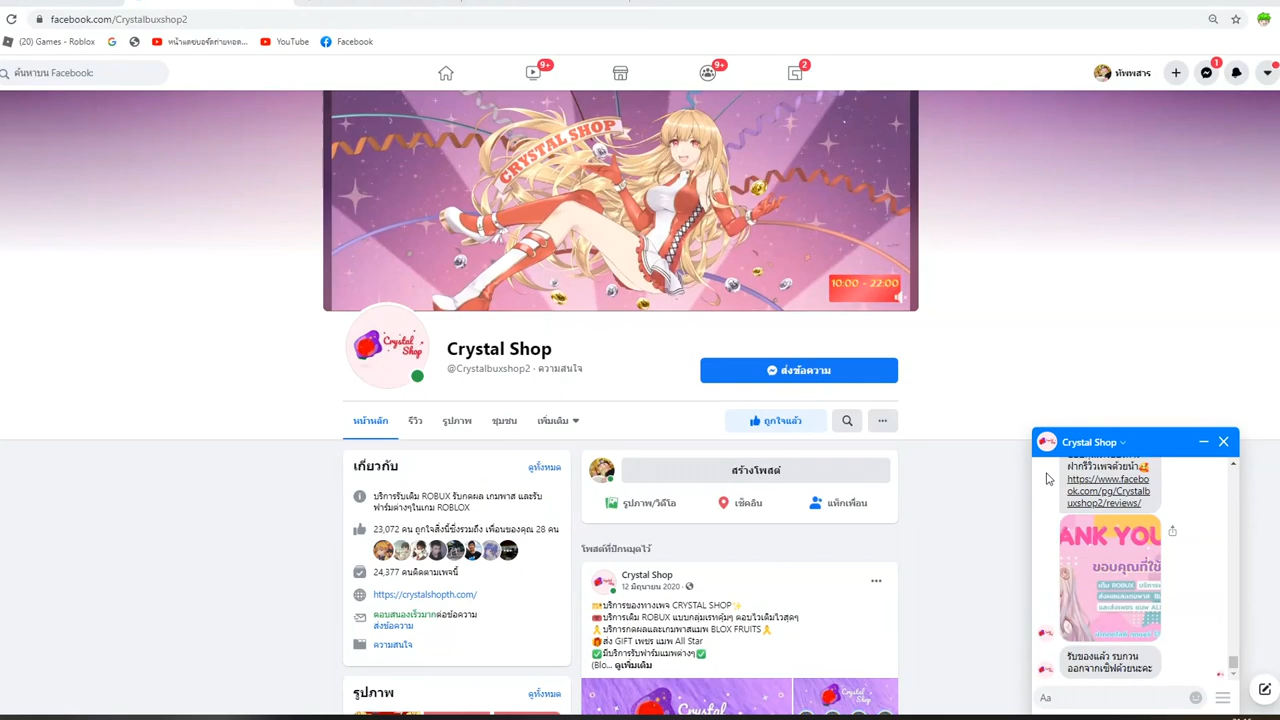 facebook.com/Crystalbuxshop2
(20) Games - Roblox
YouTube
Facebook
ค้นหาบน Facebook
9+
9+
2
ทัพพสาร
1
CRYSTAL SHOP
10:00 - 22:00
Crystal Shop
Crystal Shop
@Crystalbuxshop2 · ความสนใจ
ส่งข้อความ
หน้าหลัก
รีวิว
รูปภาพ
ชุมชน
เพิ่มเติม
ถูกใจแล้ว
เกี่ยวกับ
ดูทั้งหมด
บริการรับเติม ROBUX รับกดผล เกมพาส และรับ
ฟาร์มต่างๆในเกม ROBLOX
23,072 คน ถูกใจสิ่งนี้ซึ่งรวมถึง เพื่อนของคุณ 28 คน
24,377 คนติดตามเพจนี้
https://crystalshopth.com/
ตอบสนองเร็วมากต่อข้อความ
ส่งข้อความ
ความสนใจ
รูปภาพ
ดูทั้งหมด
สร้างโพสต์
รูปภาพ/วิดีโอ
เช็คอิน
แท็กเพื่อน
โพสต์ที่ปักหมุดไว้
Crystal Shop
12 มิถุนายน 2020 ·
บริการของทางเพจ CRYSTAL SHOP
บริการเติม ROBUX แบบกลุ่มเรทคุ้มๆ ตอบไวเติมวัดสุดๆ
บริการกดผลและเกมพาสแมพ BLOX FRUITS
ส่ง GIFT เพชร แมพ All Star
มีบริการรับฟาร์มแมพต่างๆ
(Blo... ดูเพิ่มเติม
Crystal
Crystal Shop
Crystal Shop
ฝากรีวิวเพจด้วยน้า
https://www.facebo
ok.com/pg/Crystalb
uxshop2/reviews/
ANK YOU
ขอบคุณที่ใช้
เติม ROBUX
รับของแล้ว รบกวน
ออกจากเซิฟด้วยนะคะ
Aa